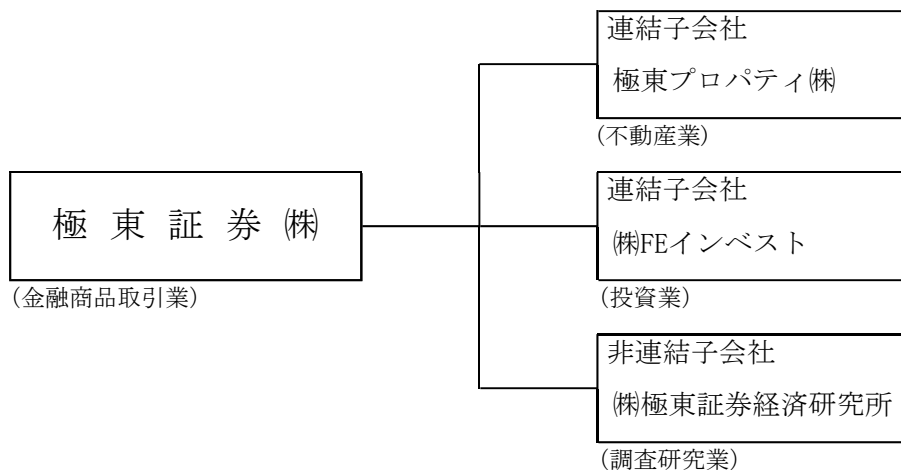 連結子会社
極東プロパティ㈱
(不動産業)
極東証券㈱
(金融商品取引業)
連結子会社
㈱FEインベスト
(投資業)
非連結子会社
㈱極東証券経済研究所
(調査研究業)